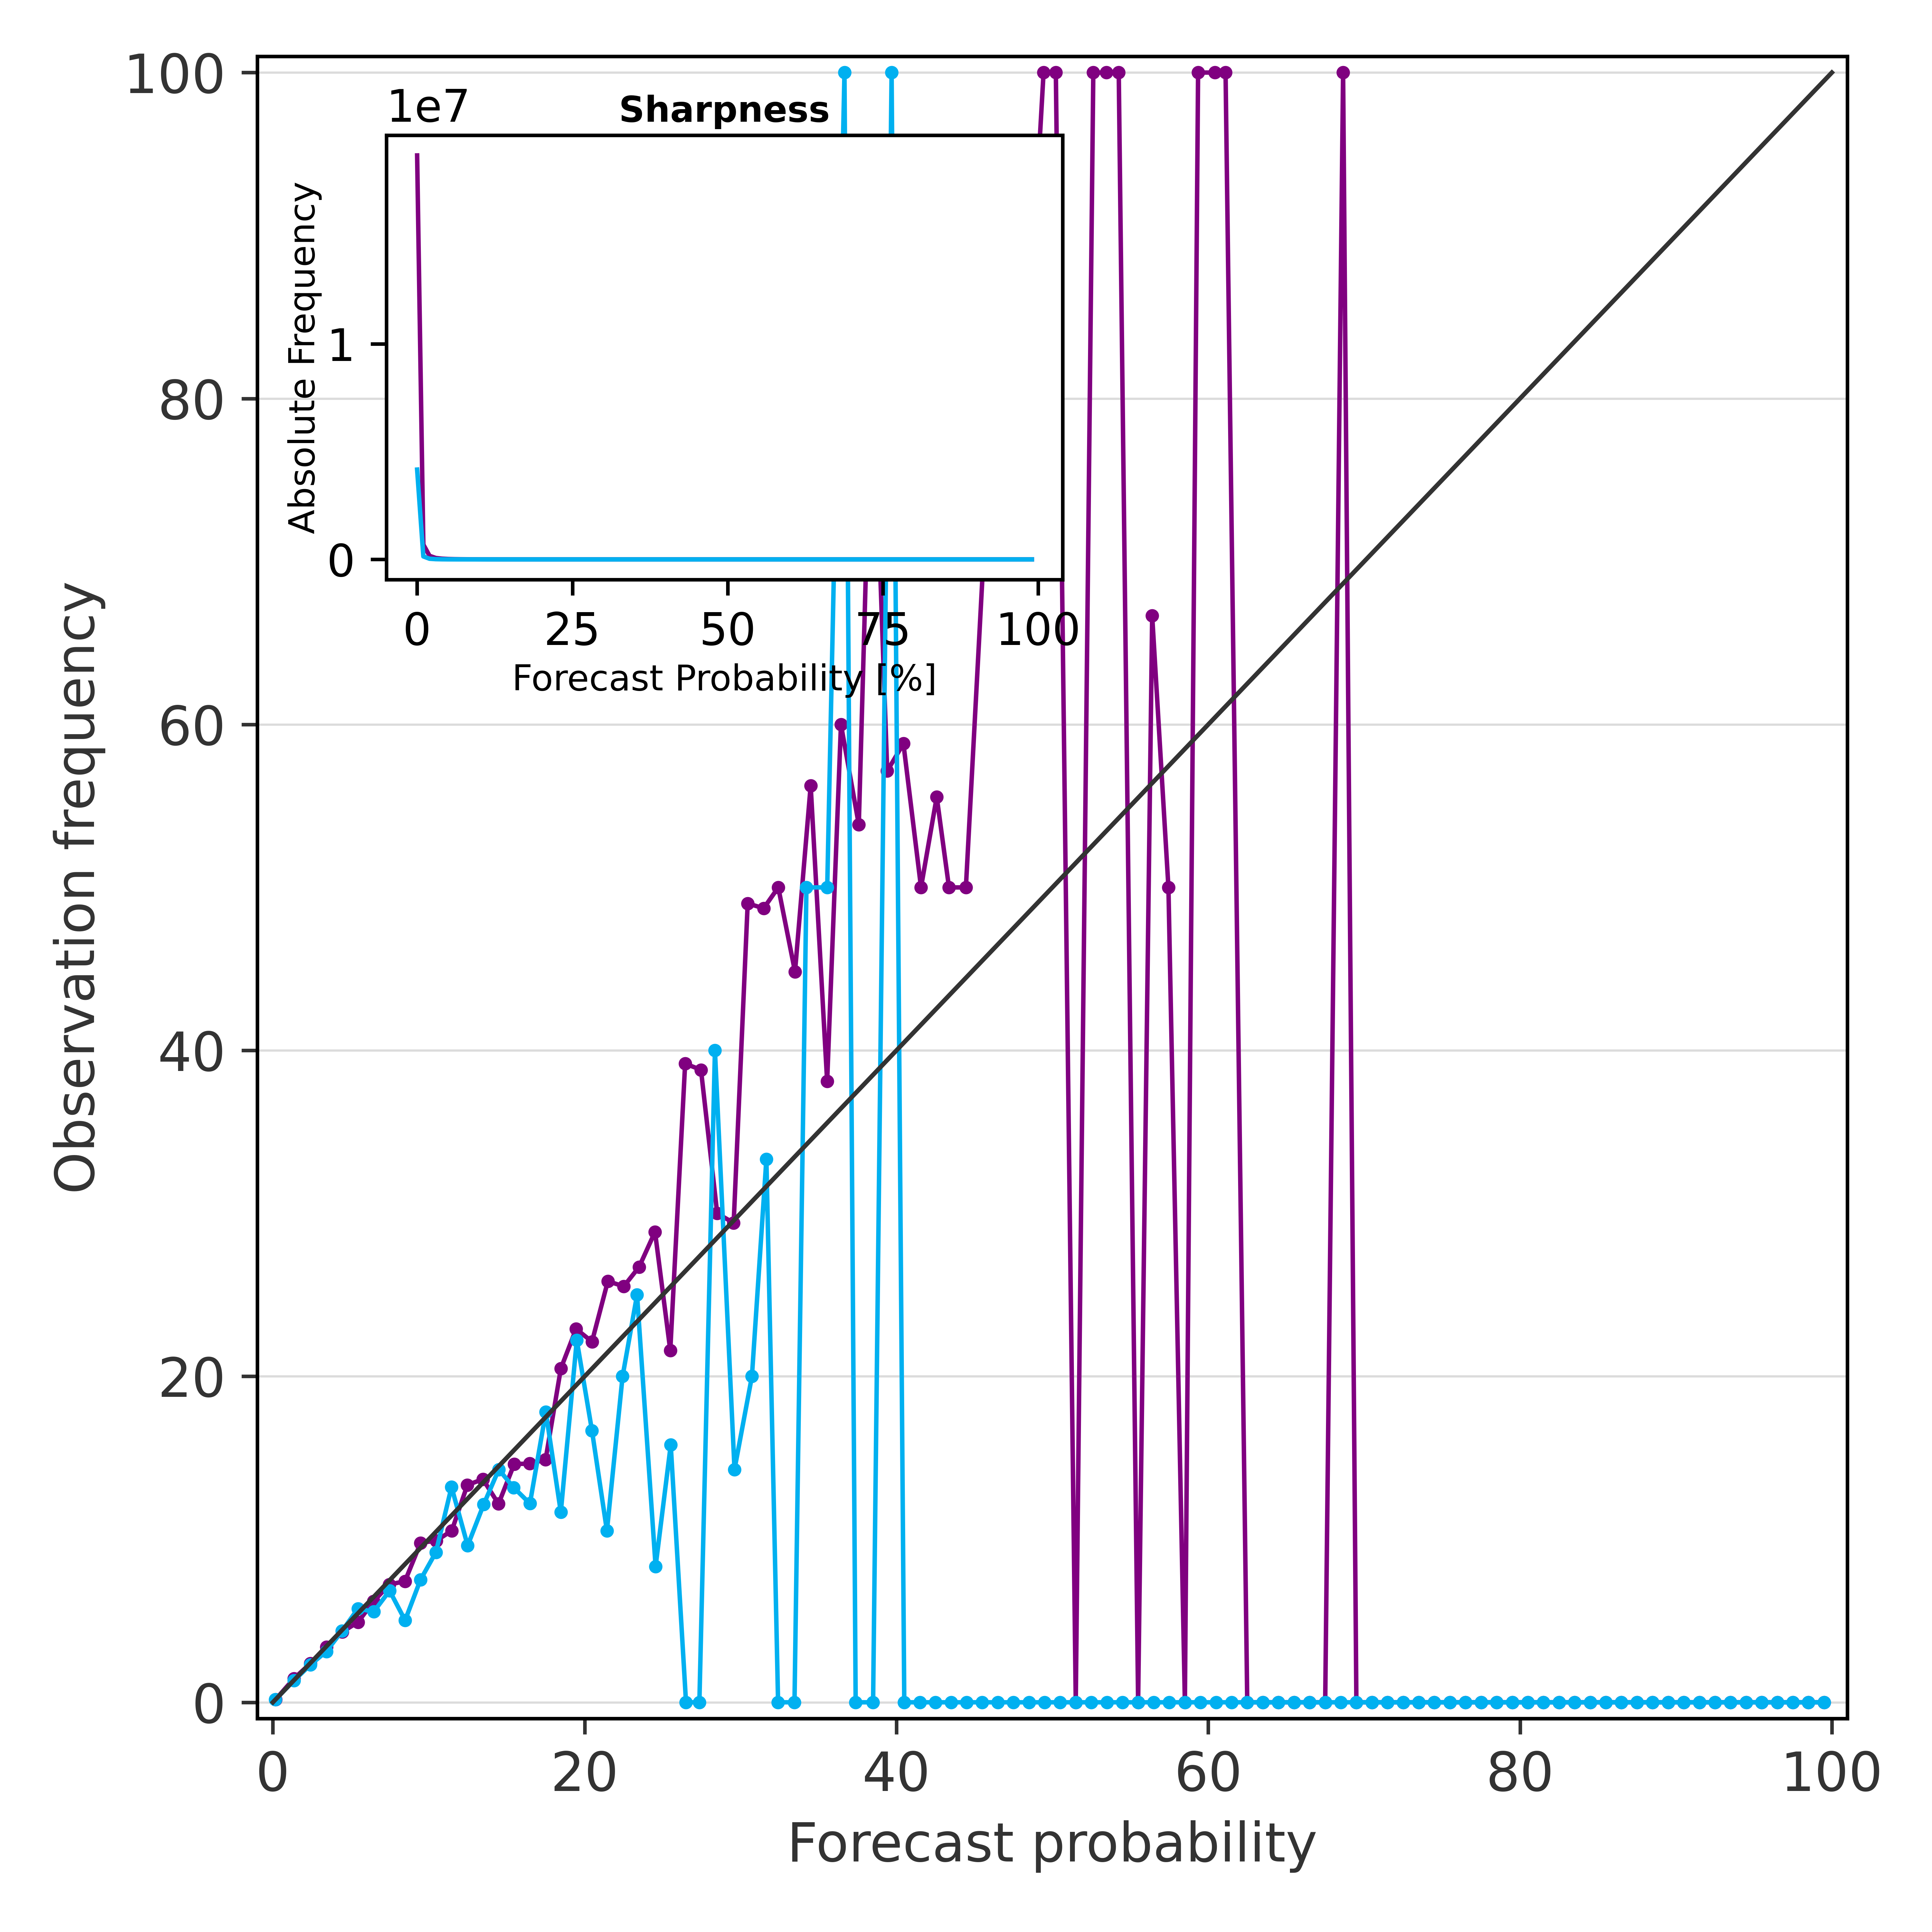 100
80
60
40
20
0
Observation frequency
1e7
Sharpness
Absolute Frequency
1
0
0 25 50 75 100
Forecast Probability [%]
0 20 40 60 80 100
Forecast probability